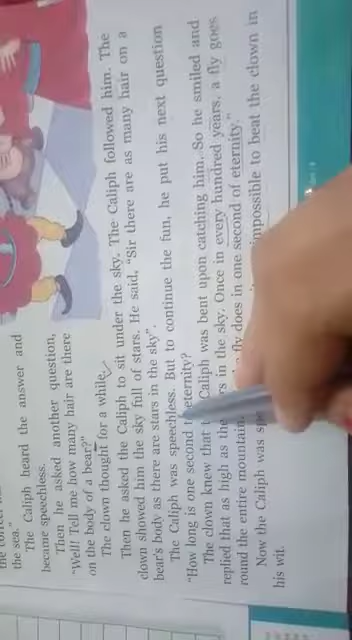 the sea."
The Caliph heard the answer and
became speechless.
Then he asked another question,
"Well! Tell me how many hair are there
on the body of a bear?"
The clown thought for a while.
Then he asked the Caliph to sit under the sky. The Caliph followed him. The
clown showed him the sky full of stars. He said, "Sir there are as many hair on a
bear's body as there are stars in the sky".
The Caliph was speechless. But to continue the fun, he put his next question
"How long is one second eternity?
The clown knew that Caliph was bent upon catching him. So he smiled and
replied that as high as the in the sky. Once in every hundred years, a fly goes
round the entire mountain. fly does in one second of eternity."
Now the Caliph was impossible to beat the clown in
his wit.